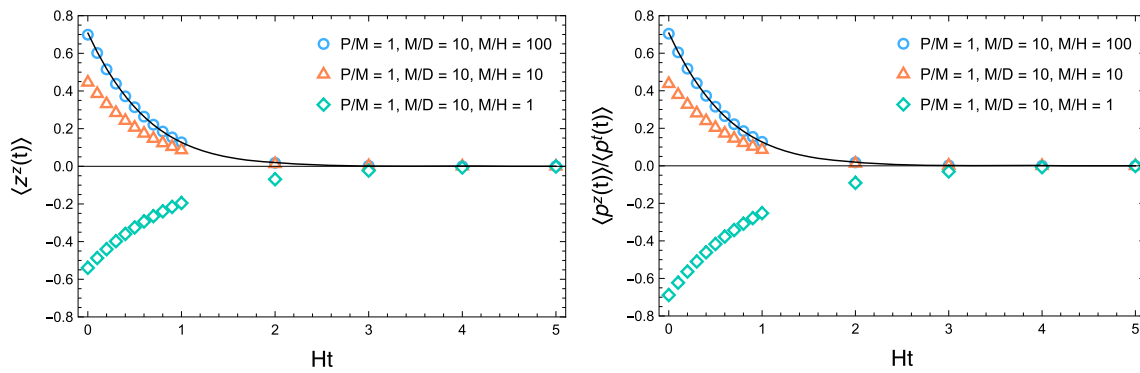 0.8
0.6
0.4
0.2
0.0
−0.2
−0.4
−0.6
−0.8
⟨z^z(t)⟩
P/M = 1, M/D = 10, M/H = 100
P/M = 1, M/D = 10, M/H = 10
P/M = 1, M/D = 10, M/H = 1
0 1 2 3 4 5
Ht
0.8
0.6
0.4
0.2
0.0
−0.2
−0.4
−0.6
−0.8
⟨p^z(t)⟩/⟨p^t(t)⟩
P/M = 1, M/D = 10, M/H = 100
P/M = 1, M/D = 10, M/H = 10
P/M = 1, M/D = 10, M/H = 1
0 1 2 3 4 5
Ht